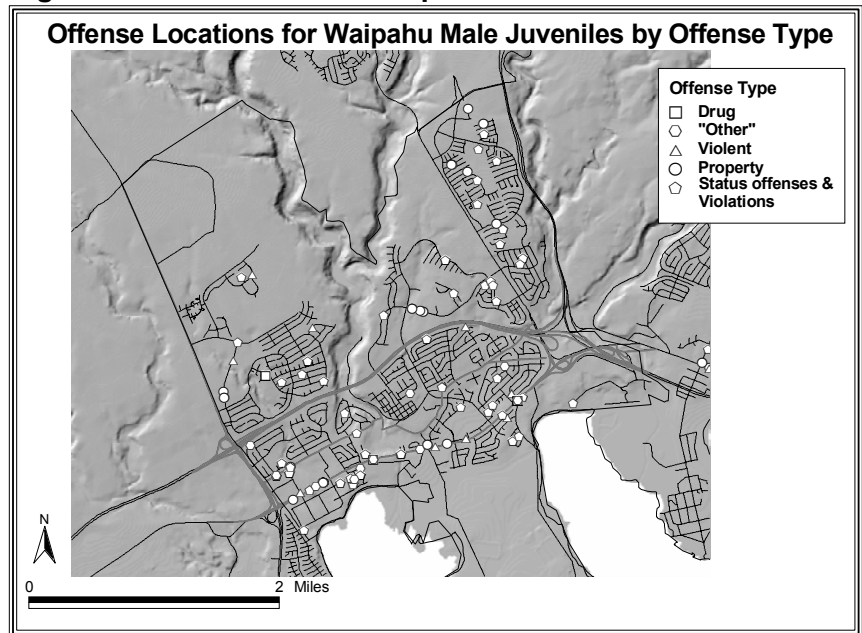 Offense Locations for Waipahu Male Juveniles by Offense Type
Offense Type
Drug
"Other"
Violent
Property
Status offenses &
Violations
N
0 2 Miles